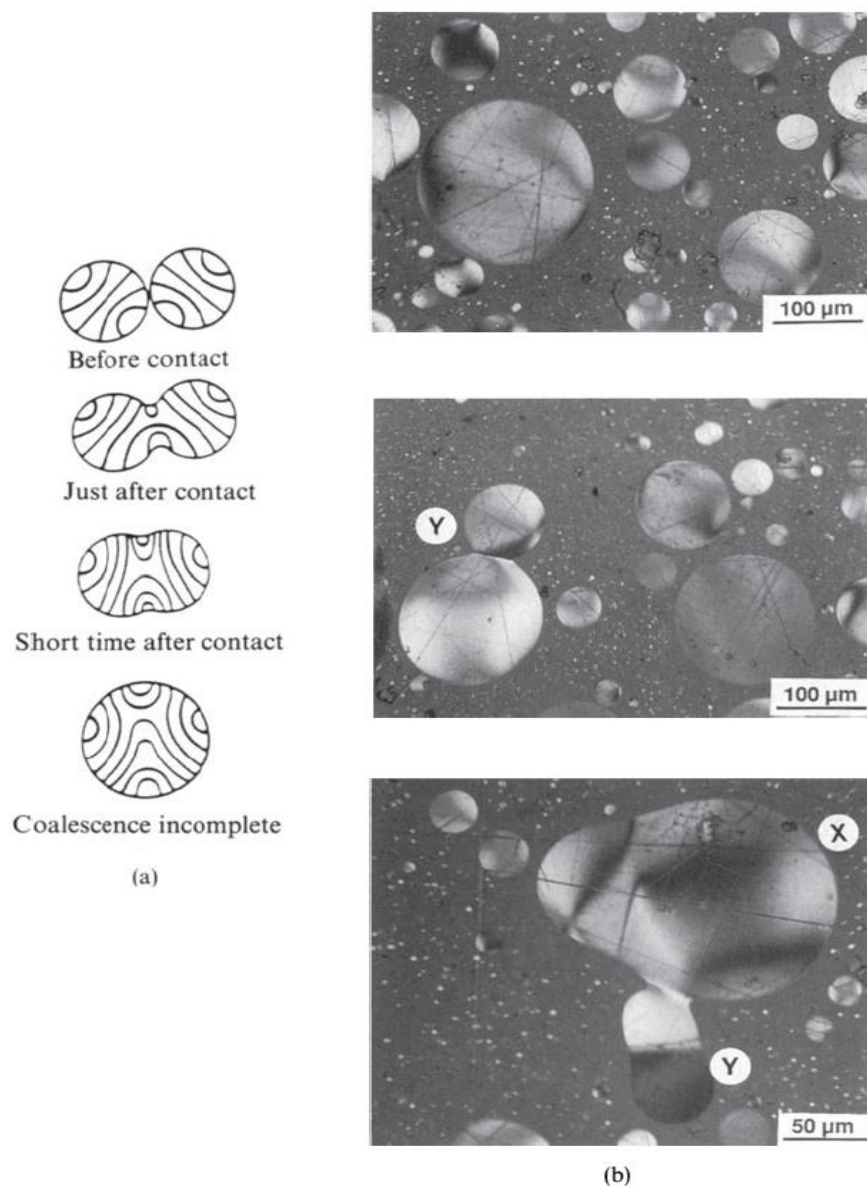 Before contact
Just after contact
Short time after contact
Coalescence incomplete
(a)
100 µm
Y
100 µm
X
Y
50 µm
(b)